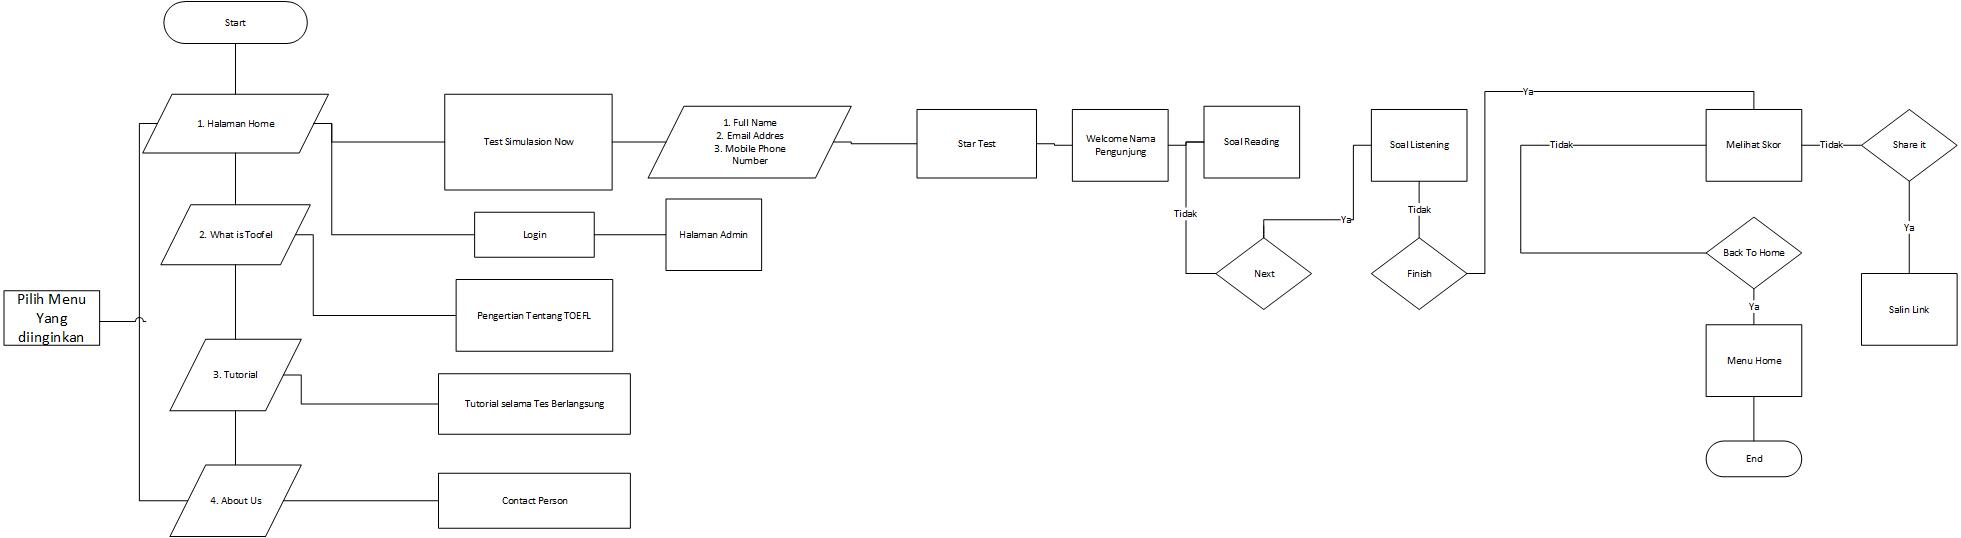 Start
1. Halaman Home
Test Simulasion Now
1. Full Name
2. Email Addres
3. Mobile Phone
Number
Star Test
Welcome Nama
Pengunjung
Soal Reading
Tidak
Next
Ya
Soal Listening
Tidak
Finish
Ya
Melihat Skor
Tidak
Share it
Ya
Salin Link
Tidak
Back To Home
Ya
Menu Home
End
Login
Halaman Admin
2. What is Toofel
Pengertian Tentang TOEFL
Pilih Menu
Yang
diinginkan
3. Tutorial
Tutorial selama Tes Berlangsung
4. About Us
Contact Person